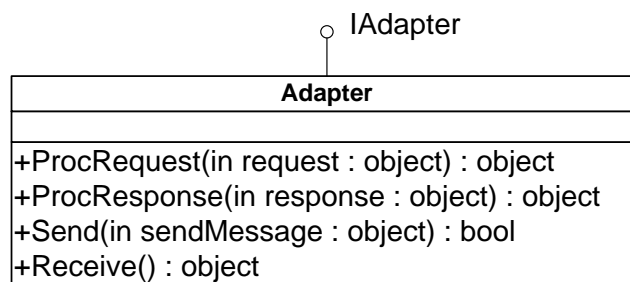 IAdapter
Adapter
+ProcRequest(in request : object) : object
+ProcResponse(in response : object) : object
+Send(in sendMessage : object) : bool
+Receive() : object